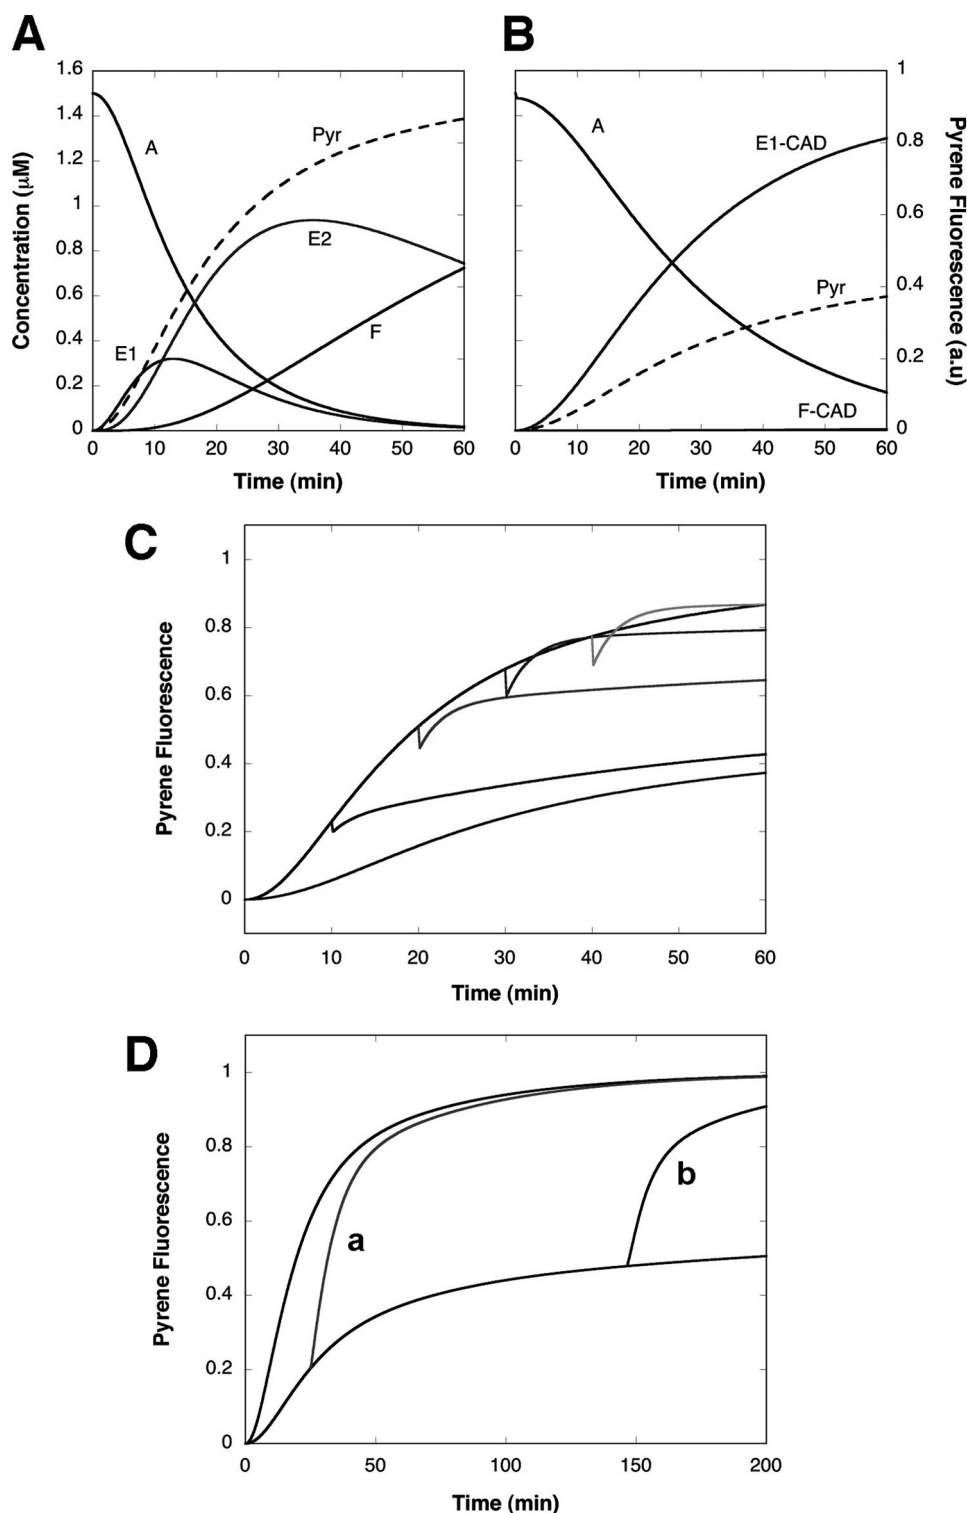 A
B
1.6
1.4
1.2
1
0.8
0.6
0.4
0.2
0
Concentration (μM)
A
Pyr
E2
E1
F
0 10 20 30 40 50 60
Time (min)
A
E1-CAD
Pyr
F-CAD
1
0.8
0.6
0.4
0.2
0
Pyrene Fluorescence (a.u)
0 10 20 30 40 50 60
Time (min)
C
1
0.8
0.6
0.4
0.2
0
Pyrene Fluorescence
0 10 20 30 40 50 60
Time (min)
D
1
0.8
0.6
0.4
0.2
0
Pyrene Fluorescence
a
b
0 50 100 150 200
Time (min)